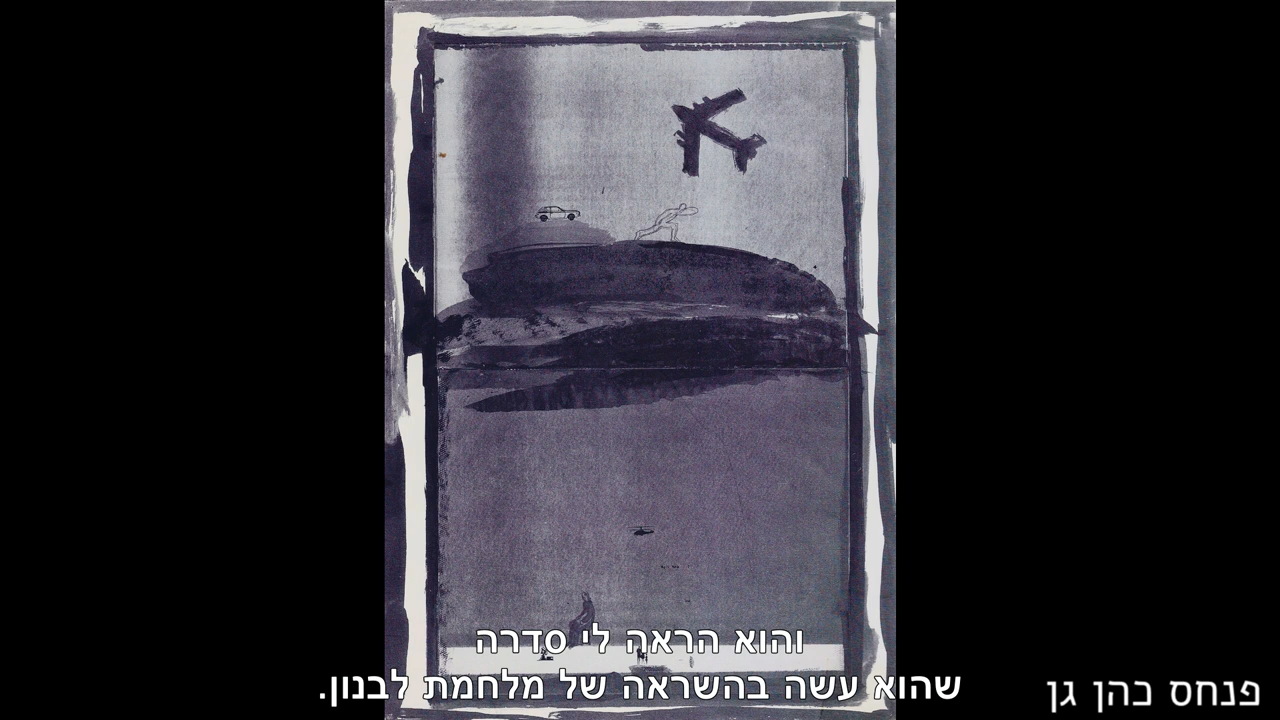 והוא הראה לי סדרה
שהוא עשה בהשראה של מלחמת לבנון.
פנחס כהן גן